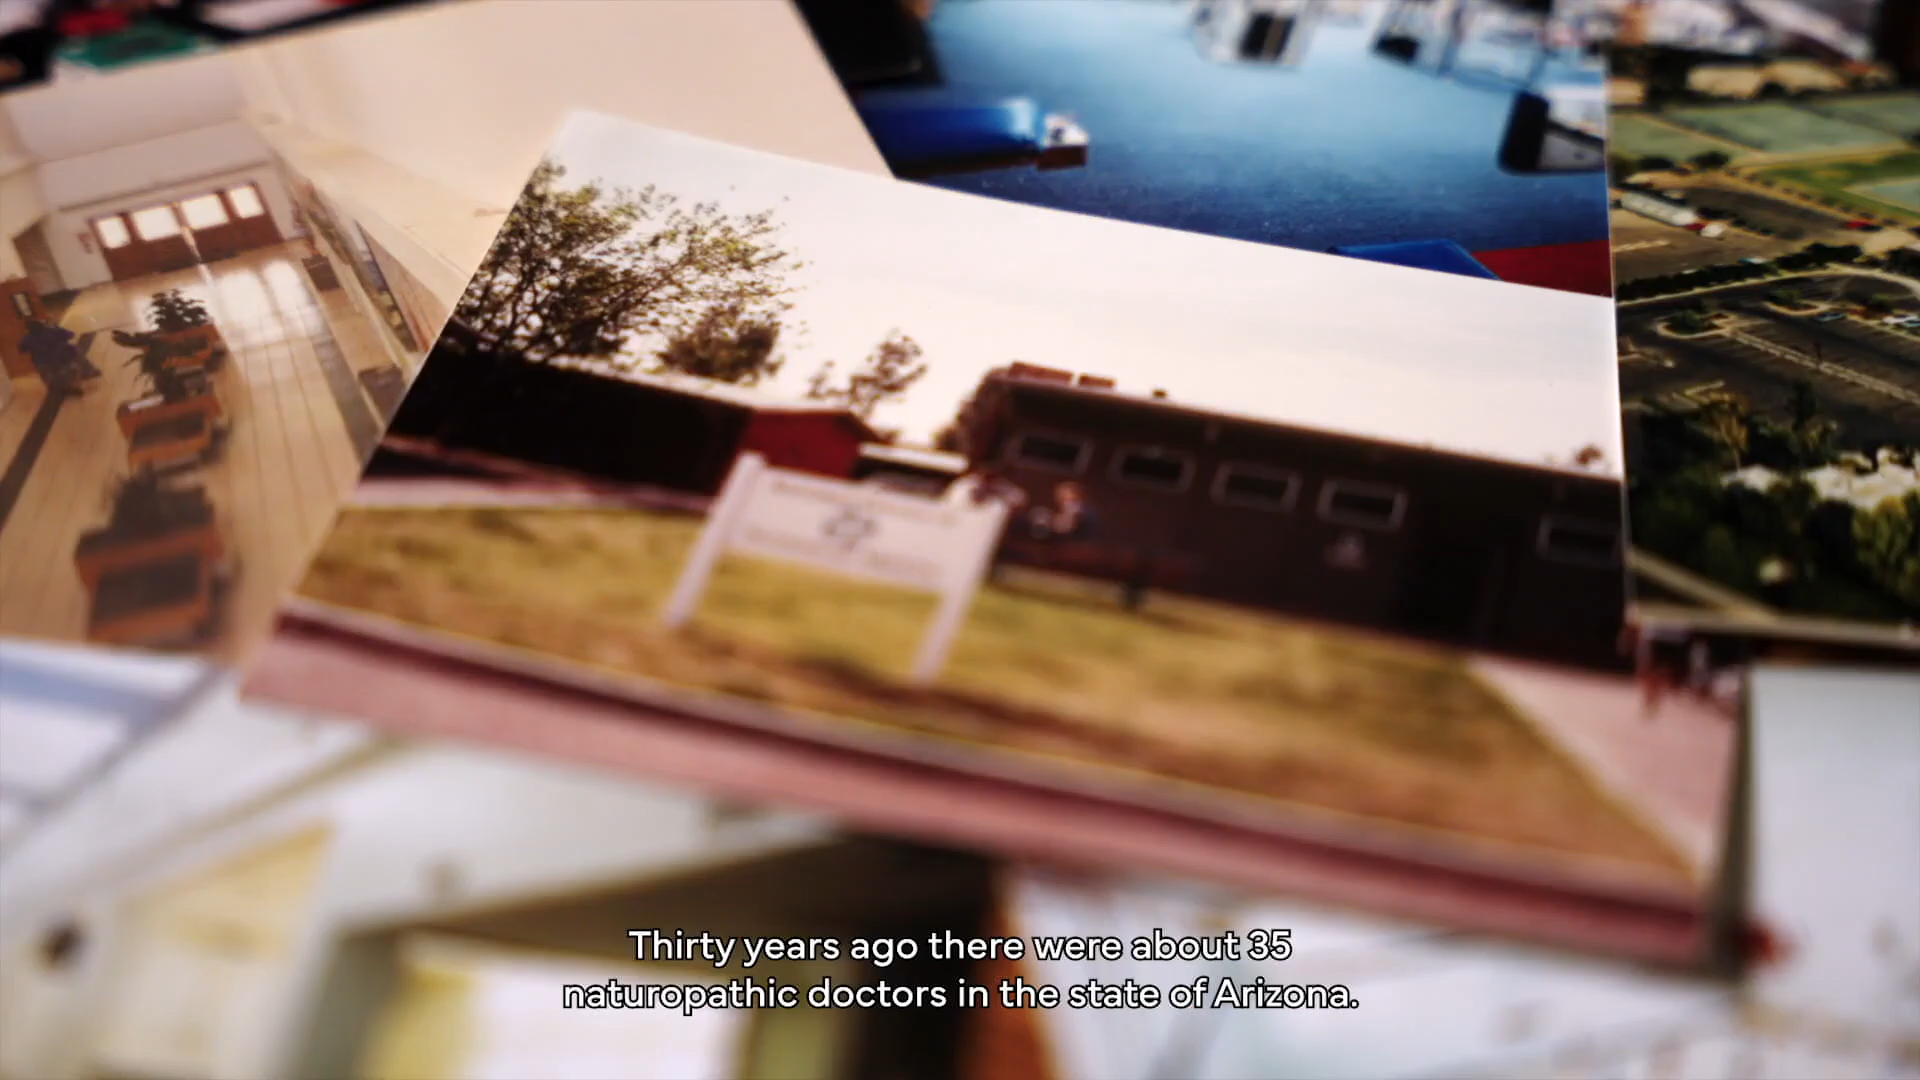 Thirty years ago there were about 35
naturopathic doctors in the state of Arizona.